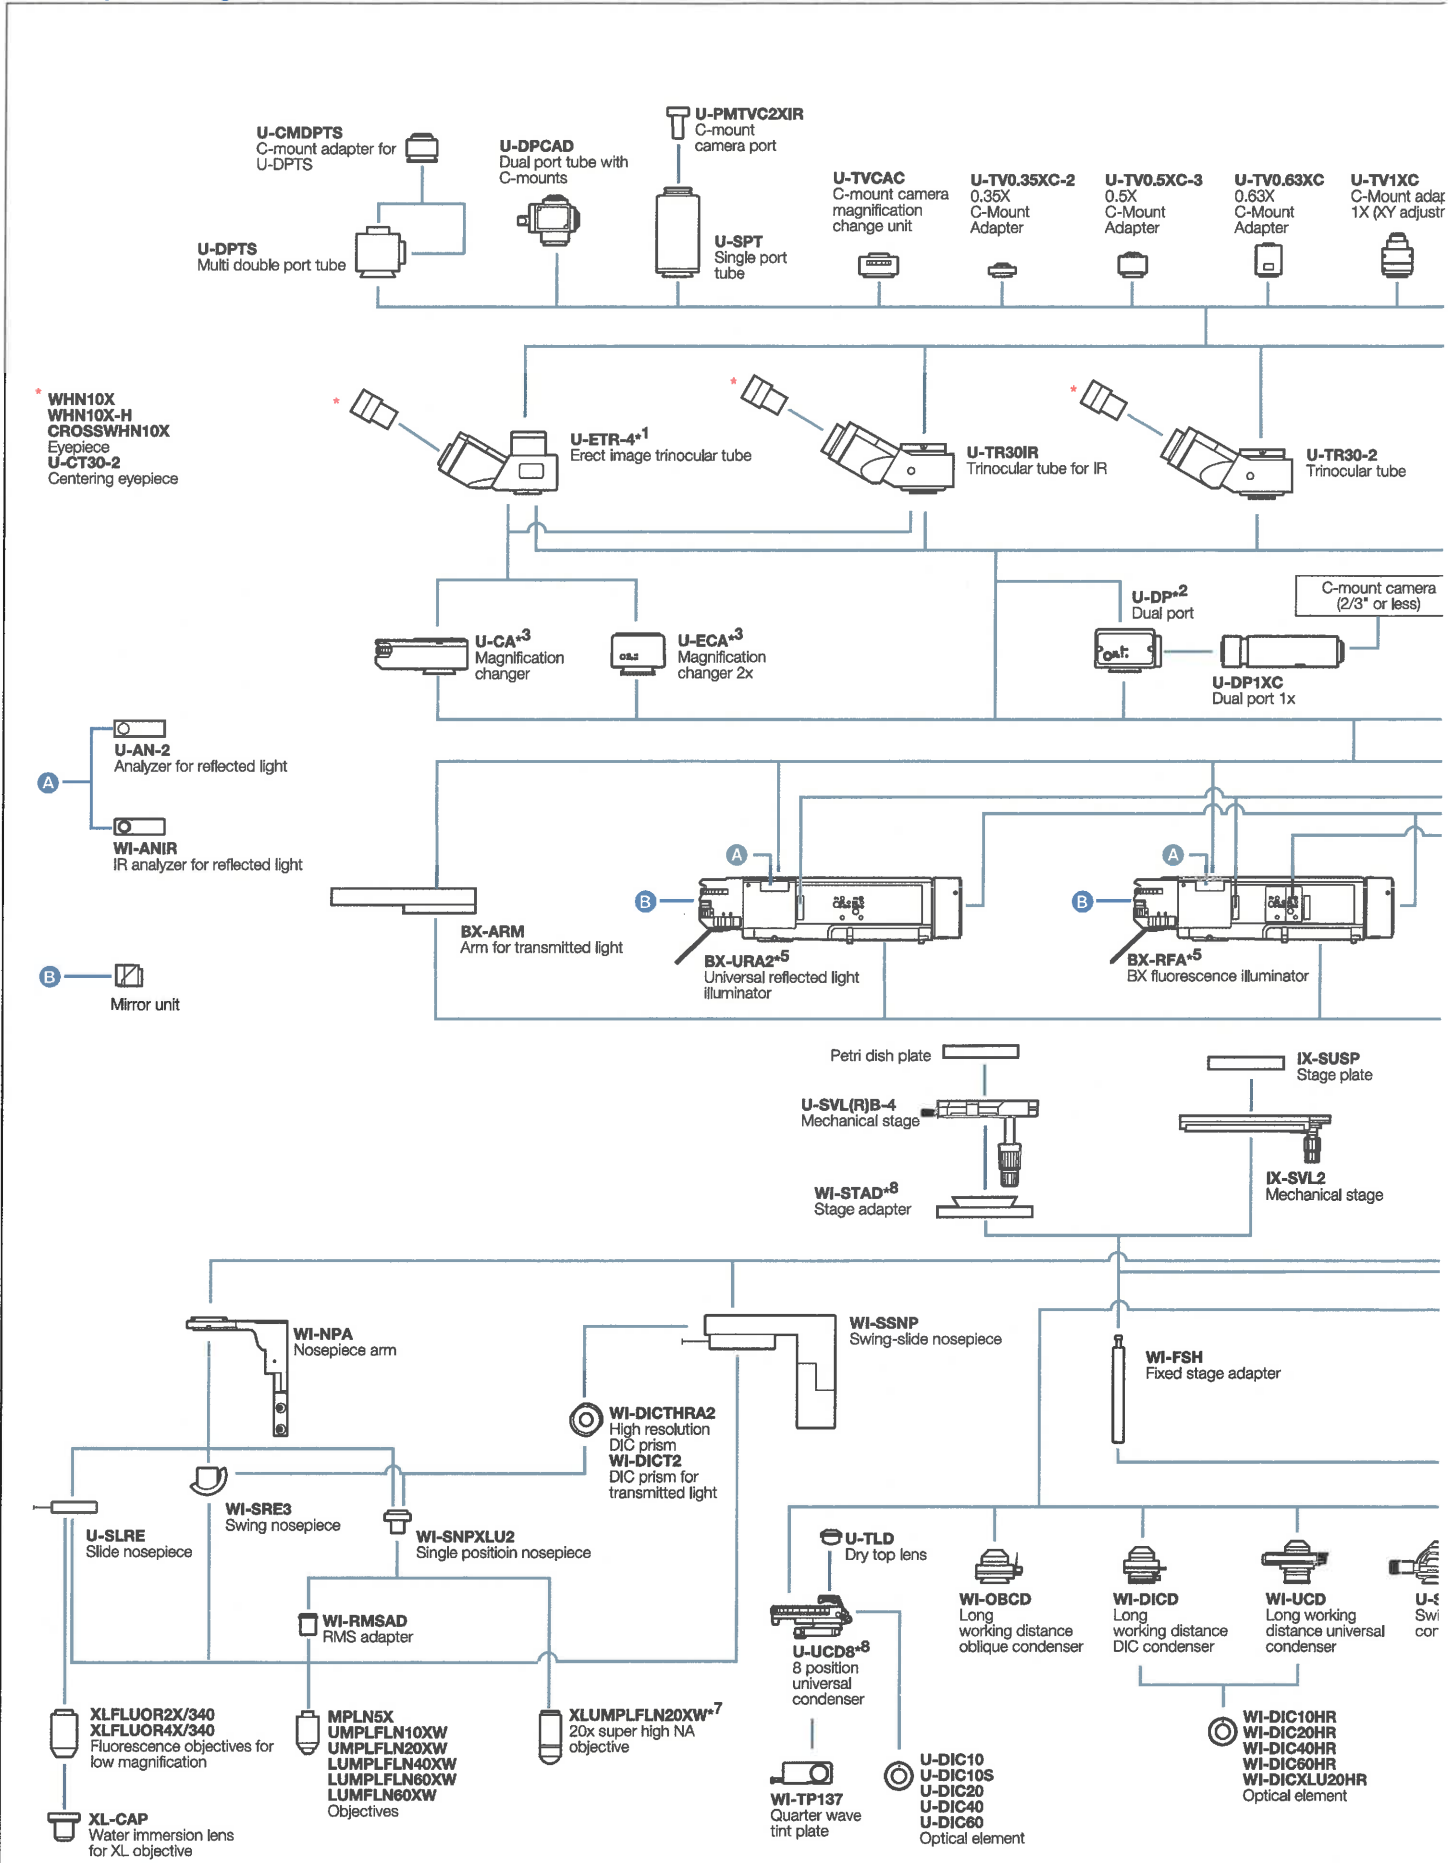 U-CMDPTS
C-mount adapter for
U-DPTS
U-DPTS
Multi double port tube
U-DPCAD
Dual port tube with
C-mounts
U-PMTVC2XIR
C-mount
camera port
U-SPT
Single port
tube
U-TVCAC
C-mount camera
magnification
change unit
U-TV0.35XC-2
0.35X
C-Mount
Adapter
U-TV0.5XC-3
0.5X
C-Mount
Adapter
U-TV0.63XC
0.63X
C-Mount
Adapter
U-TV1XC
C-Mount adap
1X (XY adjustr
* WHN10X
WHN10X-H
CROSSWHN10X
Eyepiece
U-CT30-2
Centering eyepiece
*
U-ETR-4*1
Erect image trinocular tube
*
U-TR30IR
Trinocular tube for IR
*
U-TR30-2
Trinocular tube
U-CA*3
Magnification
changer
U-ECA*3
Magnification
changer 2x
U-DP*2
Dual port
C-mount camera
(2/3" or less)
U-DP1XC
Dual port 1x
A
U-AN-2
Analyzer for reflected light
WI-ANIR
IR analyzer for reflected light
B
Mirror unit
BX-ARM
Arm for transmitted light
A
B
BX-URA2*5
Universal reflected light
illuminator
A
B
BX-RFA*5
BX fluorescence illuminator
Petri dish plate
U-SVL(R)B-4
Mechanical stage
WI-STAD*8
Stage adapter
IX-SUSP
Stage plate
IX-SVL2
Mechanical stage
WI-NPA
Nosepiece arm
WI-SSNP
Swing-slide nosepiece
WI-FSH
Fixed stage adapter
WI-DICTHRA2
High resolution
DIC prism
WI-DICT2
DIC prism for
transmitted light
U-SLRE
Slide nosepiece
WI-SRE3
Swing nosepiece
WI-SNPXLU2
Single positioin nosepiece
WI-RMSAD
RMS adapter
U-TLD
Dry top lens
U-UCD8*8
8 position
universal
condenser
WI-OBCD
Long
working distance
oblique condenser
WI-DICD
Long
working distance
DIC condenser
WI-UCD
Long working
distance universal
condenser
U-S
Swi
cor
XLFLUOR2X/340
XLFLUOR4X/340
Fluorescence objectives for
low magnification
XL-CAP
Water immersion lens
for XL objective
MPLN5X
UMPLFLN10XW
UMPLFLN20XW
LUMPLFLN40XW
LUMPLFLN60XW
LUMFLN60XW
Objectives
XLUMPLFLN20XW*7
20x super high NA
objective
WI-TP137
Quarter wave
tint plate
U-DIC10
U-DIC10S
U-DIC20
U-DIC40
U-DIC60
Optical element
WI-DIC10HR
WI-DIC20HR
WI-DIC40HR
WI-DIC60HR
WI-DICXLU20HR
Optical element